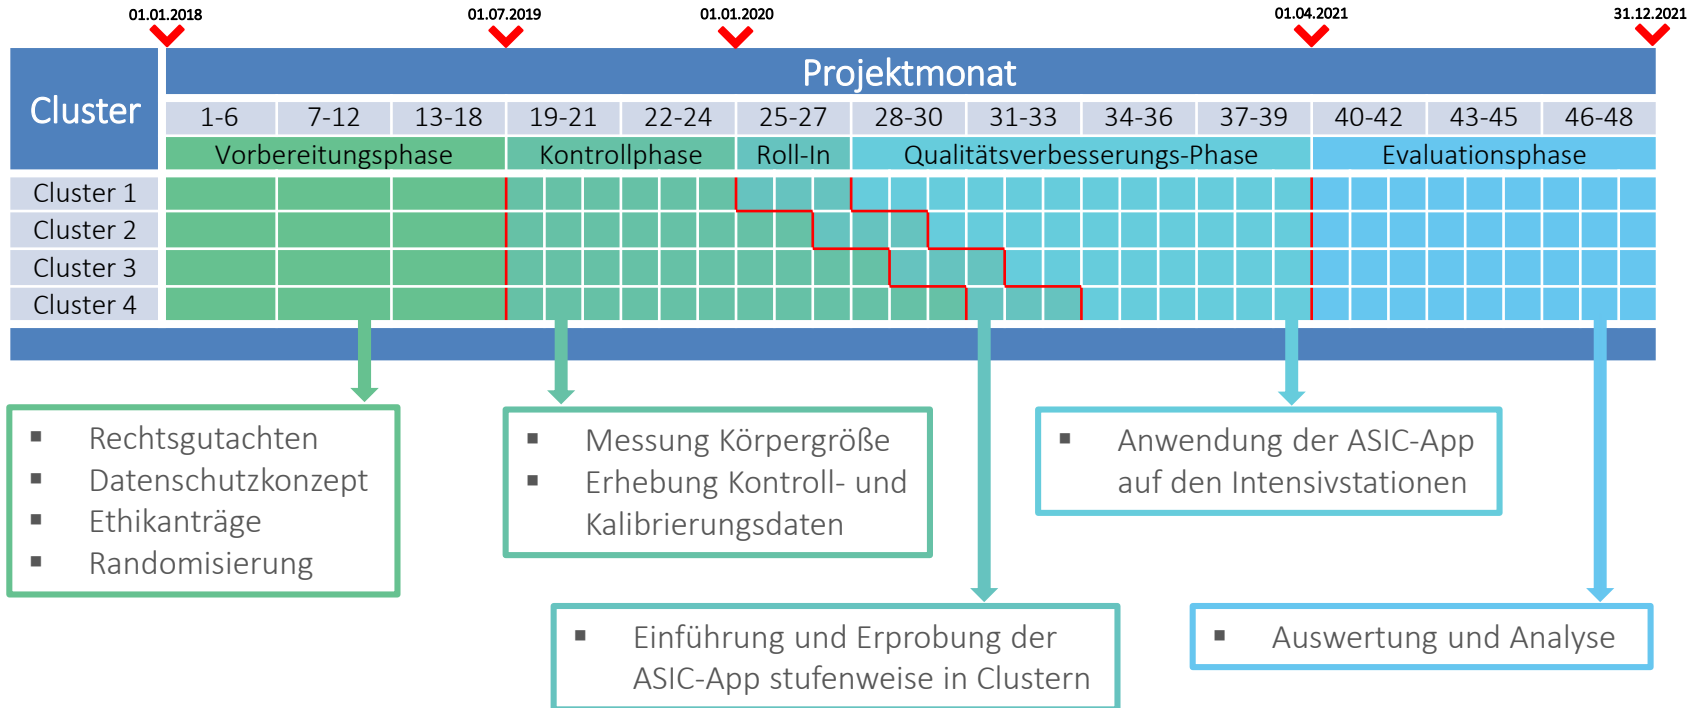 01.01.2018 01.07.2019 01.01.2020 01.04.2021 31.12.2021
Cluster
Projektmonat
1-6 7-12 13-18 19-21 22-24 25-27 28-30 31-33 34-36 37-39 40-42 43-45 46-48
Vorbereitungsphase Kontrollphase Roll-In Qualitätsverbesserungs-Phase Evaluationsphase
Cluster 1
Cluster 2
Cluster 3
Cluster 4
▪ Rechtsgutachten
▪ Datenschutzkonzept
▪ Ethikanträge
▪ Randomisierung
▪ Messung Körpergröße
▪ Erhebung Kontroll- und
Kalibrierungsdaten
▪ Anwendung der ASIC-App
auf den Intensivstationen
▪ Einführung und Erprobung der
ASIC-App stufenweise in Clustern
▪ Auswertung und Analyse